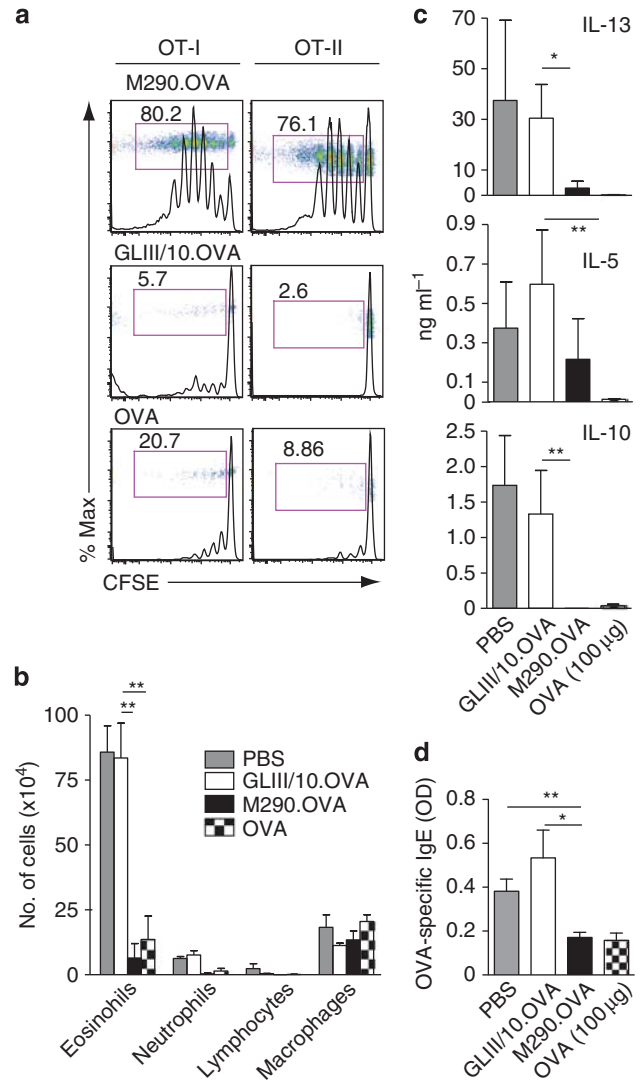 a
OT-I OT-II
M290.OVA
80.2 76.1
GLIII/10.OVA
5.7 2.6
OVA
20.7 8.86
% Max
CFSE
b
100
75
50
25
0
No. of cells (x10⁴)
**
**
PBS
GLIII/10.OVA
M290.OVA
OVA
Eosinohils
Neutrophils
Lymphocytes
Macrophages
c
IL-13
70
50
30
10
0
*
IL-5
0.9
0.7
0.5
0.3
0.1
0
**
ng ml⁻¹
IL-10
2.5
2.0
1.5
1.0
0.5
0
**
PBS
GLIII/10.OVA
M290.OVA
OVA (100 µg)
d
0.8
0.6
0.4
0.2
0
OVA-specific IgE (OD)
**
*
PBS
GLIII/10.OVA
M290.OVA
OVA (100µg)